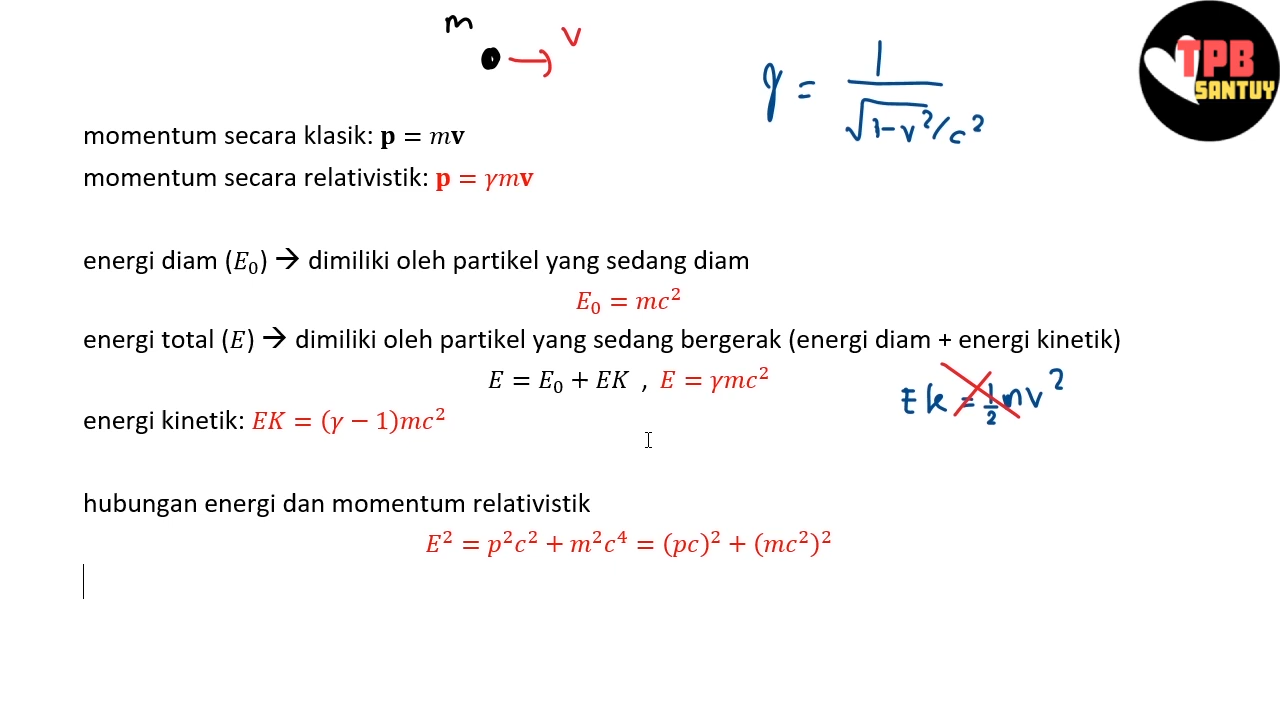 m
v
γ = 1/√1-v²/c²
TPB
SANTUY
momentum secara klasik: p = mv
momentum secara relativistik: p = γmv
energi diam (E₀) → dimiliki oleh partikel yang sedang diam
E₀ = mc²
energi total (E) → dimiliki oleh partikel yang sedang bergerak (energi diam + energi kinetik)
E = E₀ + EK , E = γmc²
Ek = ½mv²
energi kinetik: EK = (γ − 1)mc²
hubungan energi dan momentum relativistik
E² = p²c² + m²c⁴ = (pc)² + (mc²)²